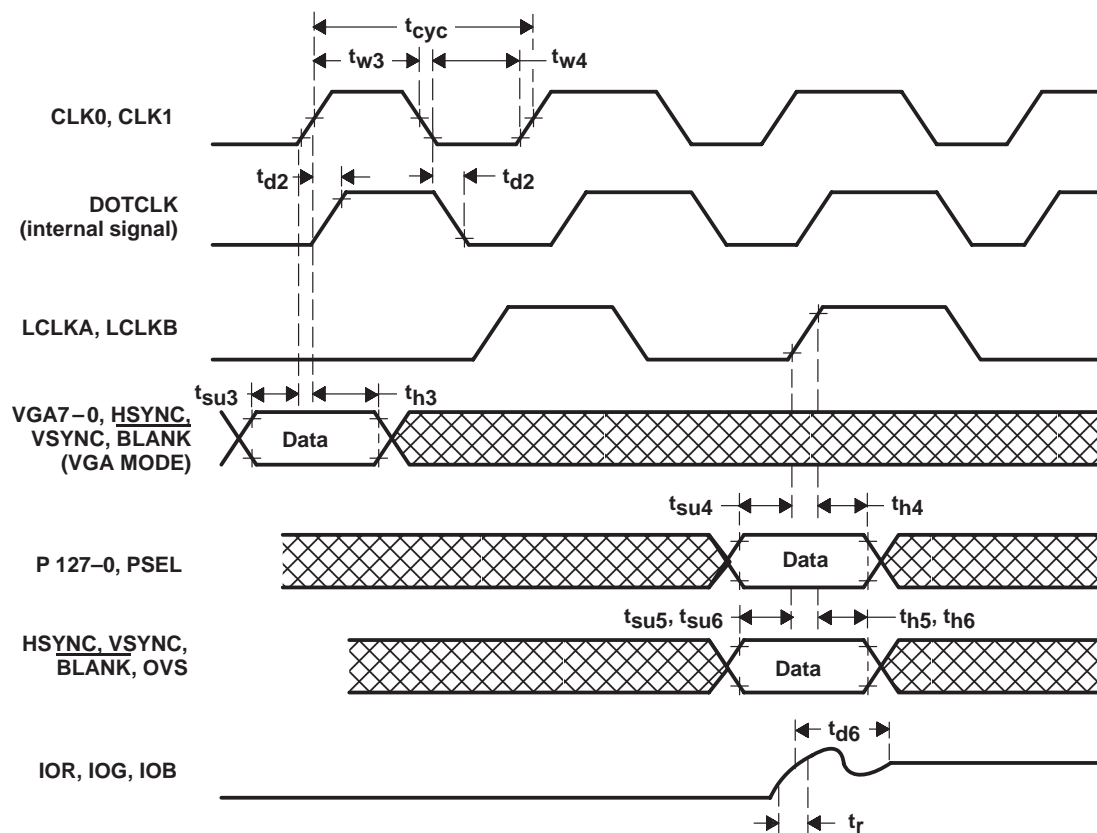 tcyc
tw3
tw4
CLK0, CLK1
td2
td2
DOTCLK
(internal signal)
LCLKA, LCLKB
tsu3
th3
VGA7–0, HSYNC,
VSYNC, BLANK
(VGA MODE)
Data
tsu4
th4
P 127–0, PSEL
Data
tsu5, tsu6
th5, th6
HSYNC, VSYNC,
BLANK, OVS
Data
td6
IOR, IOG, IOB
tr